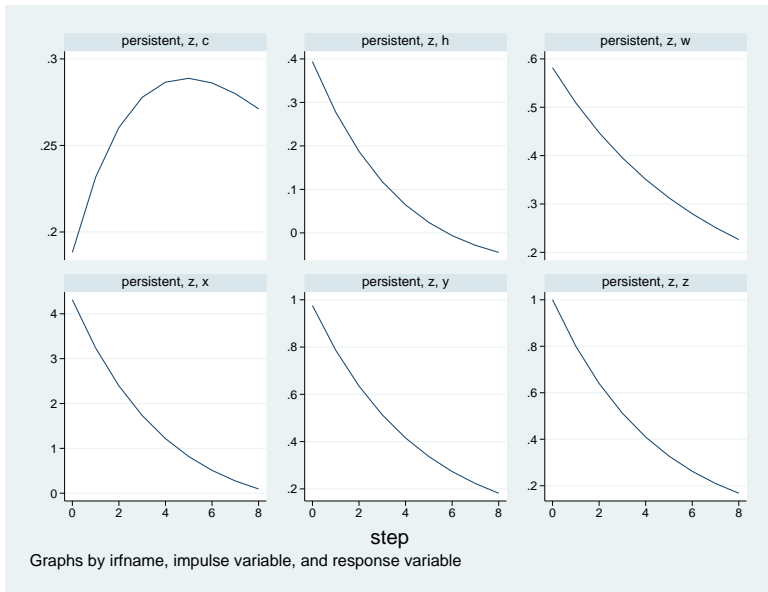 persistent, z, c
persistent, z, h
persistent, z, w
.3
.25
.2
.4
.3
.2
.1
0
.6
.5
.4
.3
.2
persistent, z, x
persistent, z, y
persistent, z, z
4
3
2
1
0
1
.8
.6
.4
.2
1
.8
.6
.4
.2
0 2 4 6 8
0 2 4 6 8
0 2 4 6 8
step
Graphs by irfname, impulse variable, and response variable